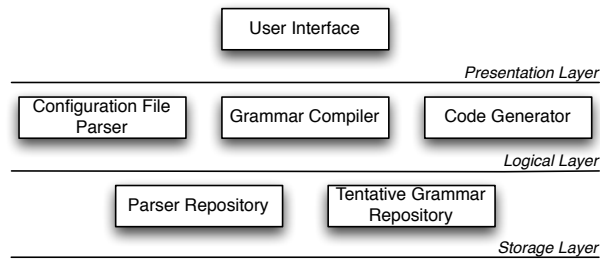 User Interface
Presentation Layer
Configuration File
Parser
Grammar Compiler
Code Generator
Logical Layer
Parser Repository
Tentative Grammar
Repository
Storage Layer